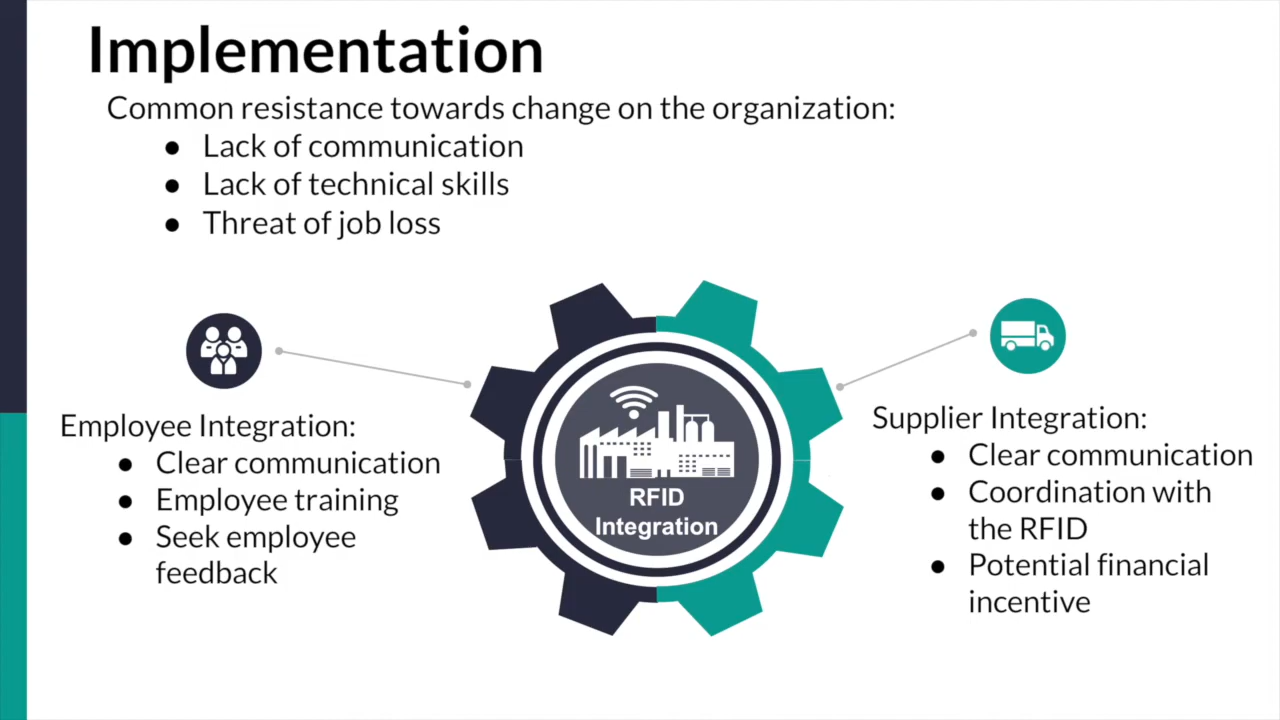 Implementation
Common resistance towards change on the organization:
● Lack of communication
● Lack of technical skills
● Threat of job loss
Employee Integration:
● Clear communication
● Employee training
● Seek employee
feedback
RFID
Integration
Supplier Integration:
● Clear communication
● Coordination with
the RFID
● Potential financial
incentive